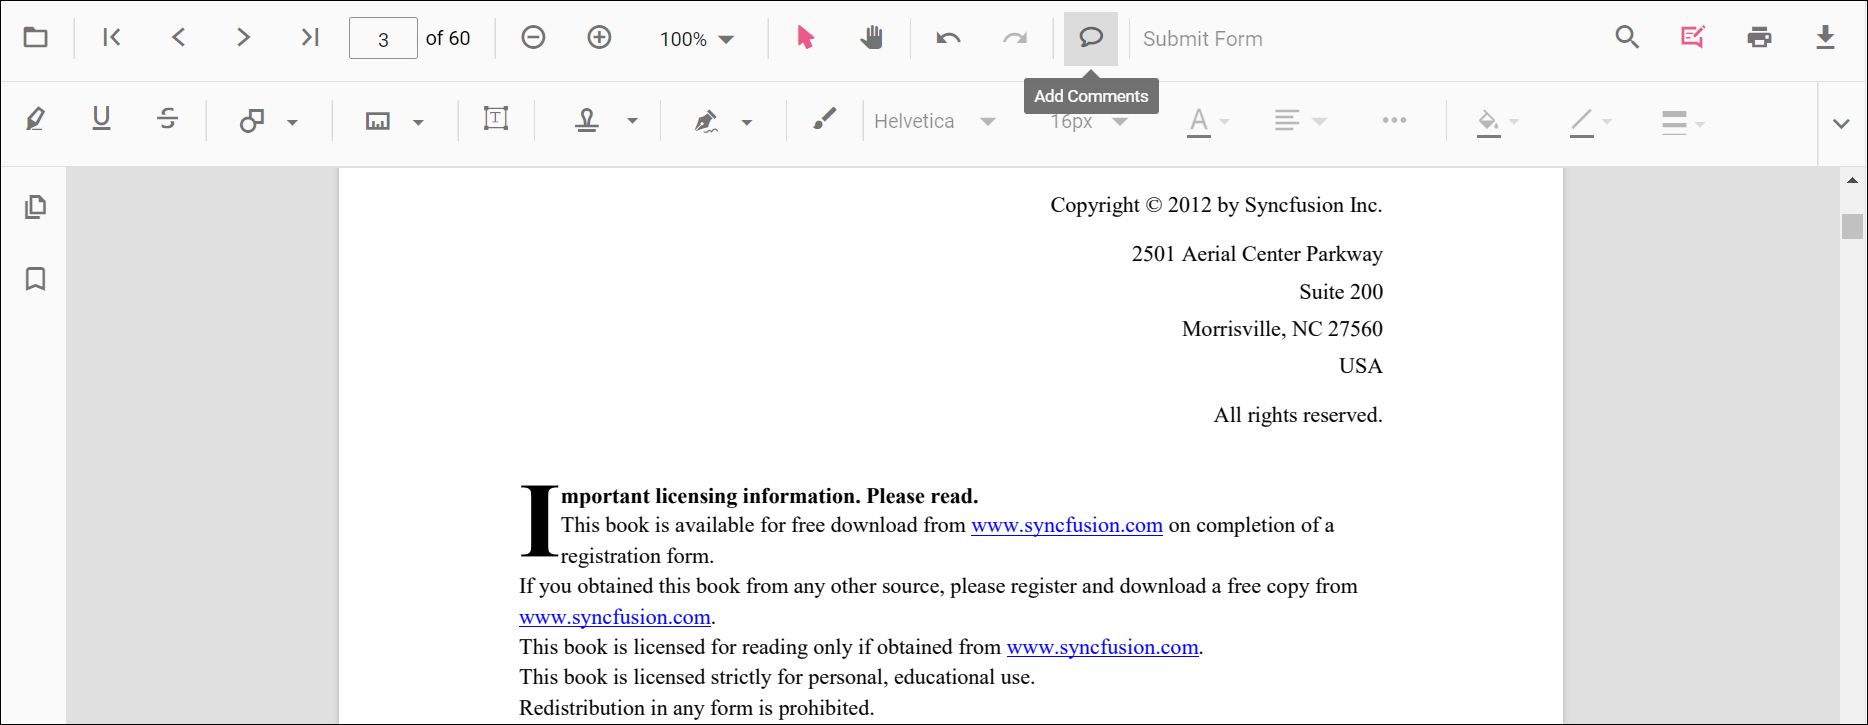 3 of 60 100% Submit Form
Add Comments
Helvetica 16px
Copyright © 2012 by Syncfusion Inc.
2501 Aerial Center Parkway
Suite 200
Morrisville, NC 27560
USA
All rights reserved.
Important licensing information. Please read.
This book is available for free download from www.syncfusion.com on completion of a
registration form.
If you obtained this book from any other source, please register and download a free copy from
www.syncfusion.com.
This book is licensed for reading only if obtained from www.syncfusion.com.
This book is licensed strictly for personal, educational use.
Redistribution in any form is prohibited.